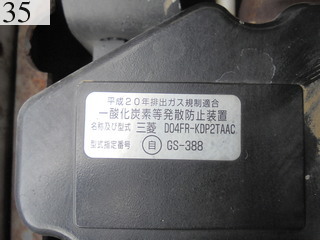 35
平成20年排出ガス規制適合
一酸化炭素等発散防止装置
名称及び型式 三菱 D04FR-KDP2TAAC
型式指定番号 自 GS-388